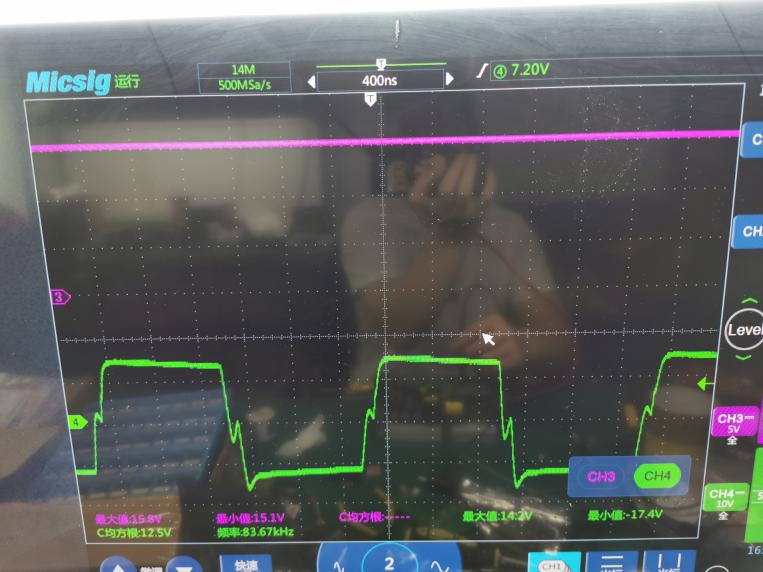 Micsig 运行
14M
500MSa/s
T
400ns
④ 7.20V
T
C
CH
3
Level
4
CH3
5V
全
CH3 CH4
CH4
10V
全
最大值:15.8V 最小值:15.1V C均方根:----- 最大值:14.2V 最小值:-17.4V
C均方根:12.5V 频率:83.67kHz
快速
2
CH1